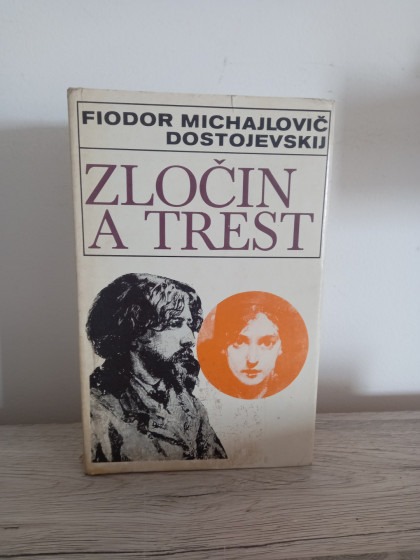 FIODOR MICHAJLOVIČ
DOSTOJEVSKIJ
ZLOČIN
A TREST